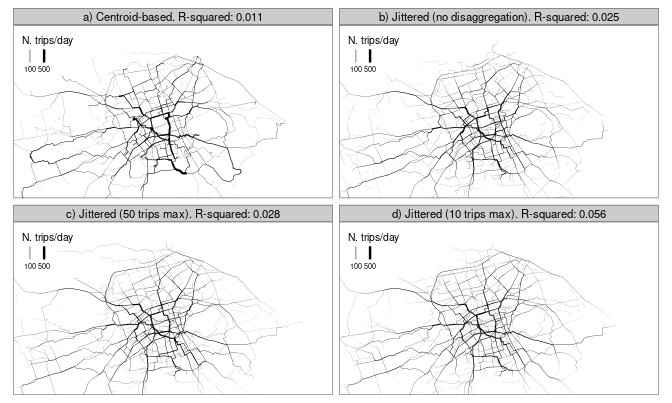 a) Centroid-based. R-squared: 0.011
N. trips/day
100 500
b) Jittered (no disaggregation). R-squared: 0.025
N. trips/day
100 500
c) Jittered (50 trips max). R-squared: 0.028
N. trips/day
100 500
d) Jittered (10 trips max). R-squared: 0.056
N. trips/day
100 500